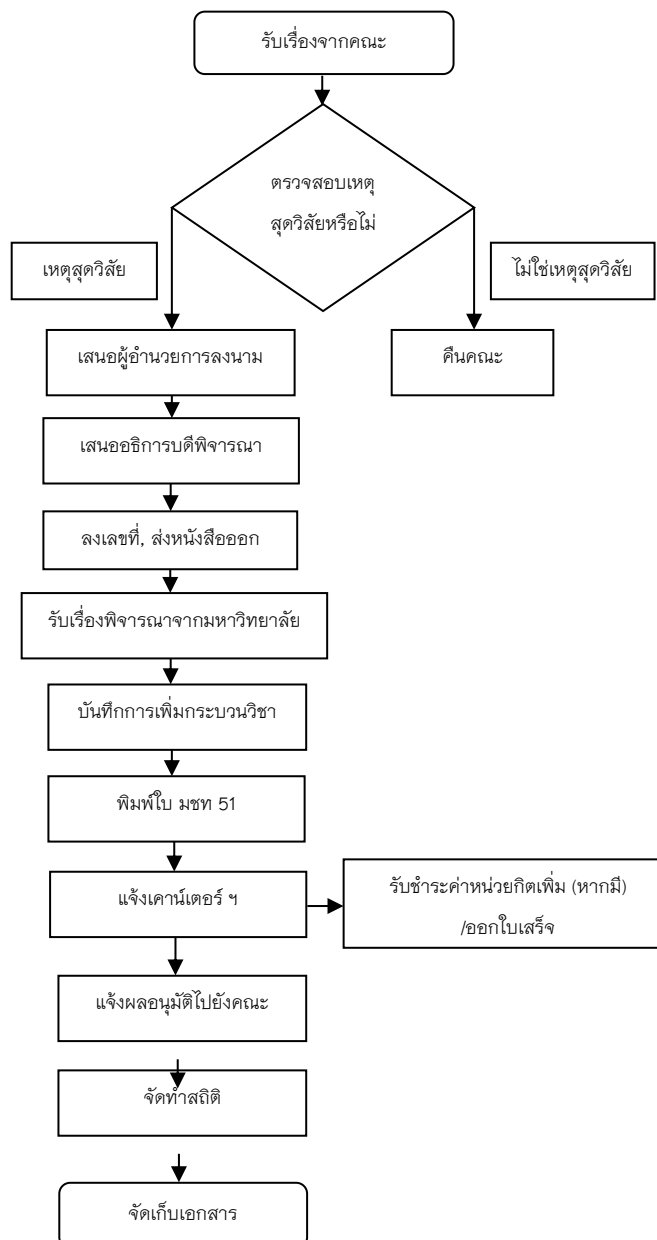 รับเรื่องจากคณะ
ตรวจสอบเหตุ
สุดวิสัยหรือไม่
เหตุสุดวิสัย
ไม่ใช่เหตุสุดวิสัย
เสนอผู้อำนวยการลงนาม
คืนคณะ
เสนออธิการบดีพิจารณา
ลงเลขที่, ส่งหนังสือออก
รับเรื่องพิจารณาจากมหาวิทยาลัย
บันทึกการเพิ่มกระบวนวิชา
พิมพ์ใบ มชท 51
แจ้งเคาน์เตอร์ ฯ
รับชำระค่าหน่วยกิตเพิ่ม (หากมี)
/ออกใบเสร็จ
แจ้งผลอนุมัติไปยังคณะ
จัดทำสถิติ
จัดเก็บเอกสาร